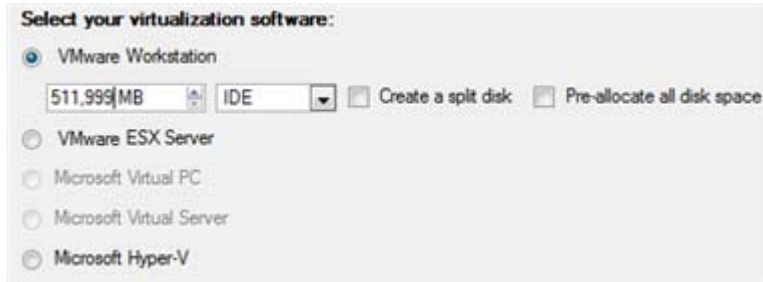 Select your virtualization software:
VMware Workstation
511,999 MB IDE Create a split disk Pre-allocate all disk space
VMware ESX Server
Microsoft Virtual PC
Microsoft Virtual Server
Microsoft Hyper-V